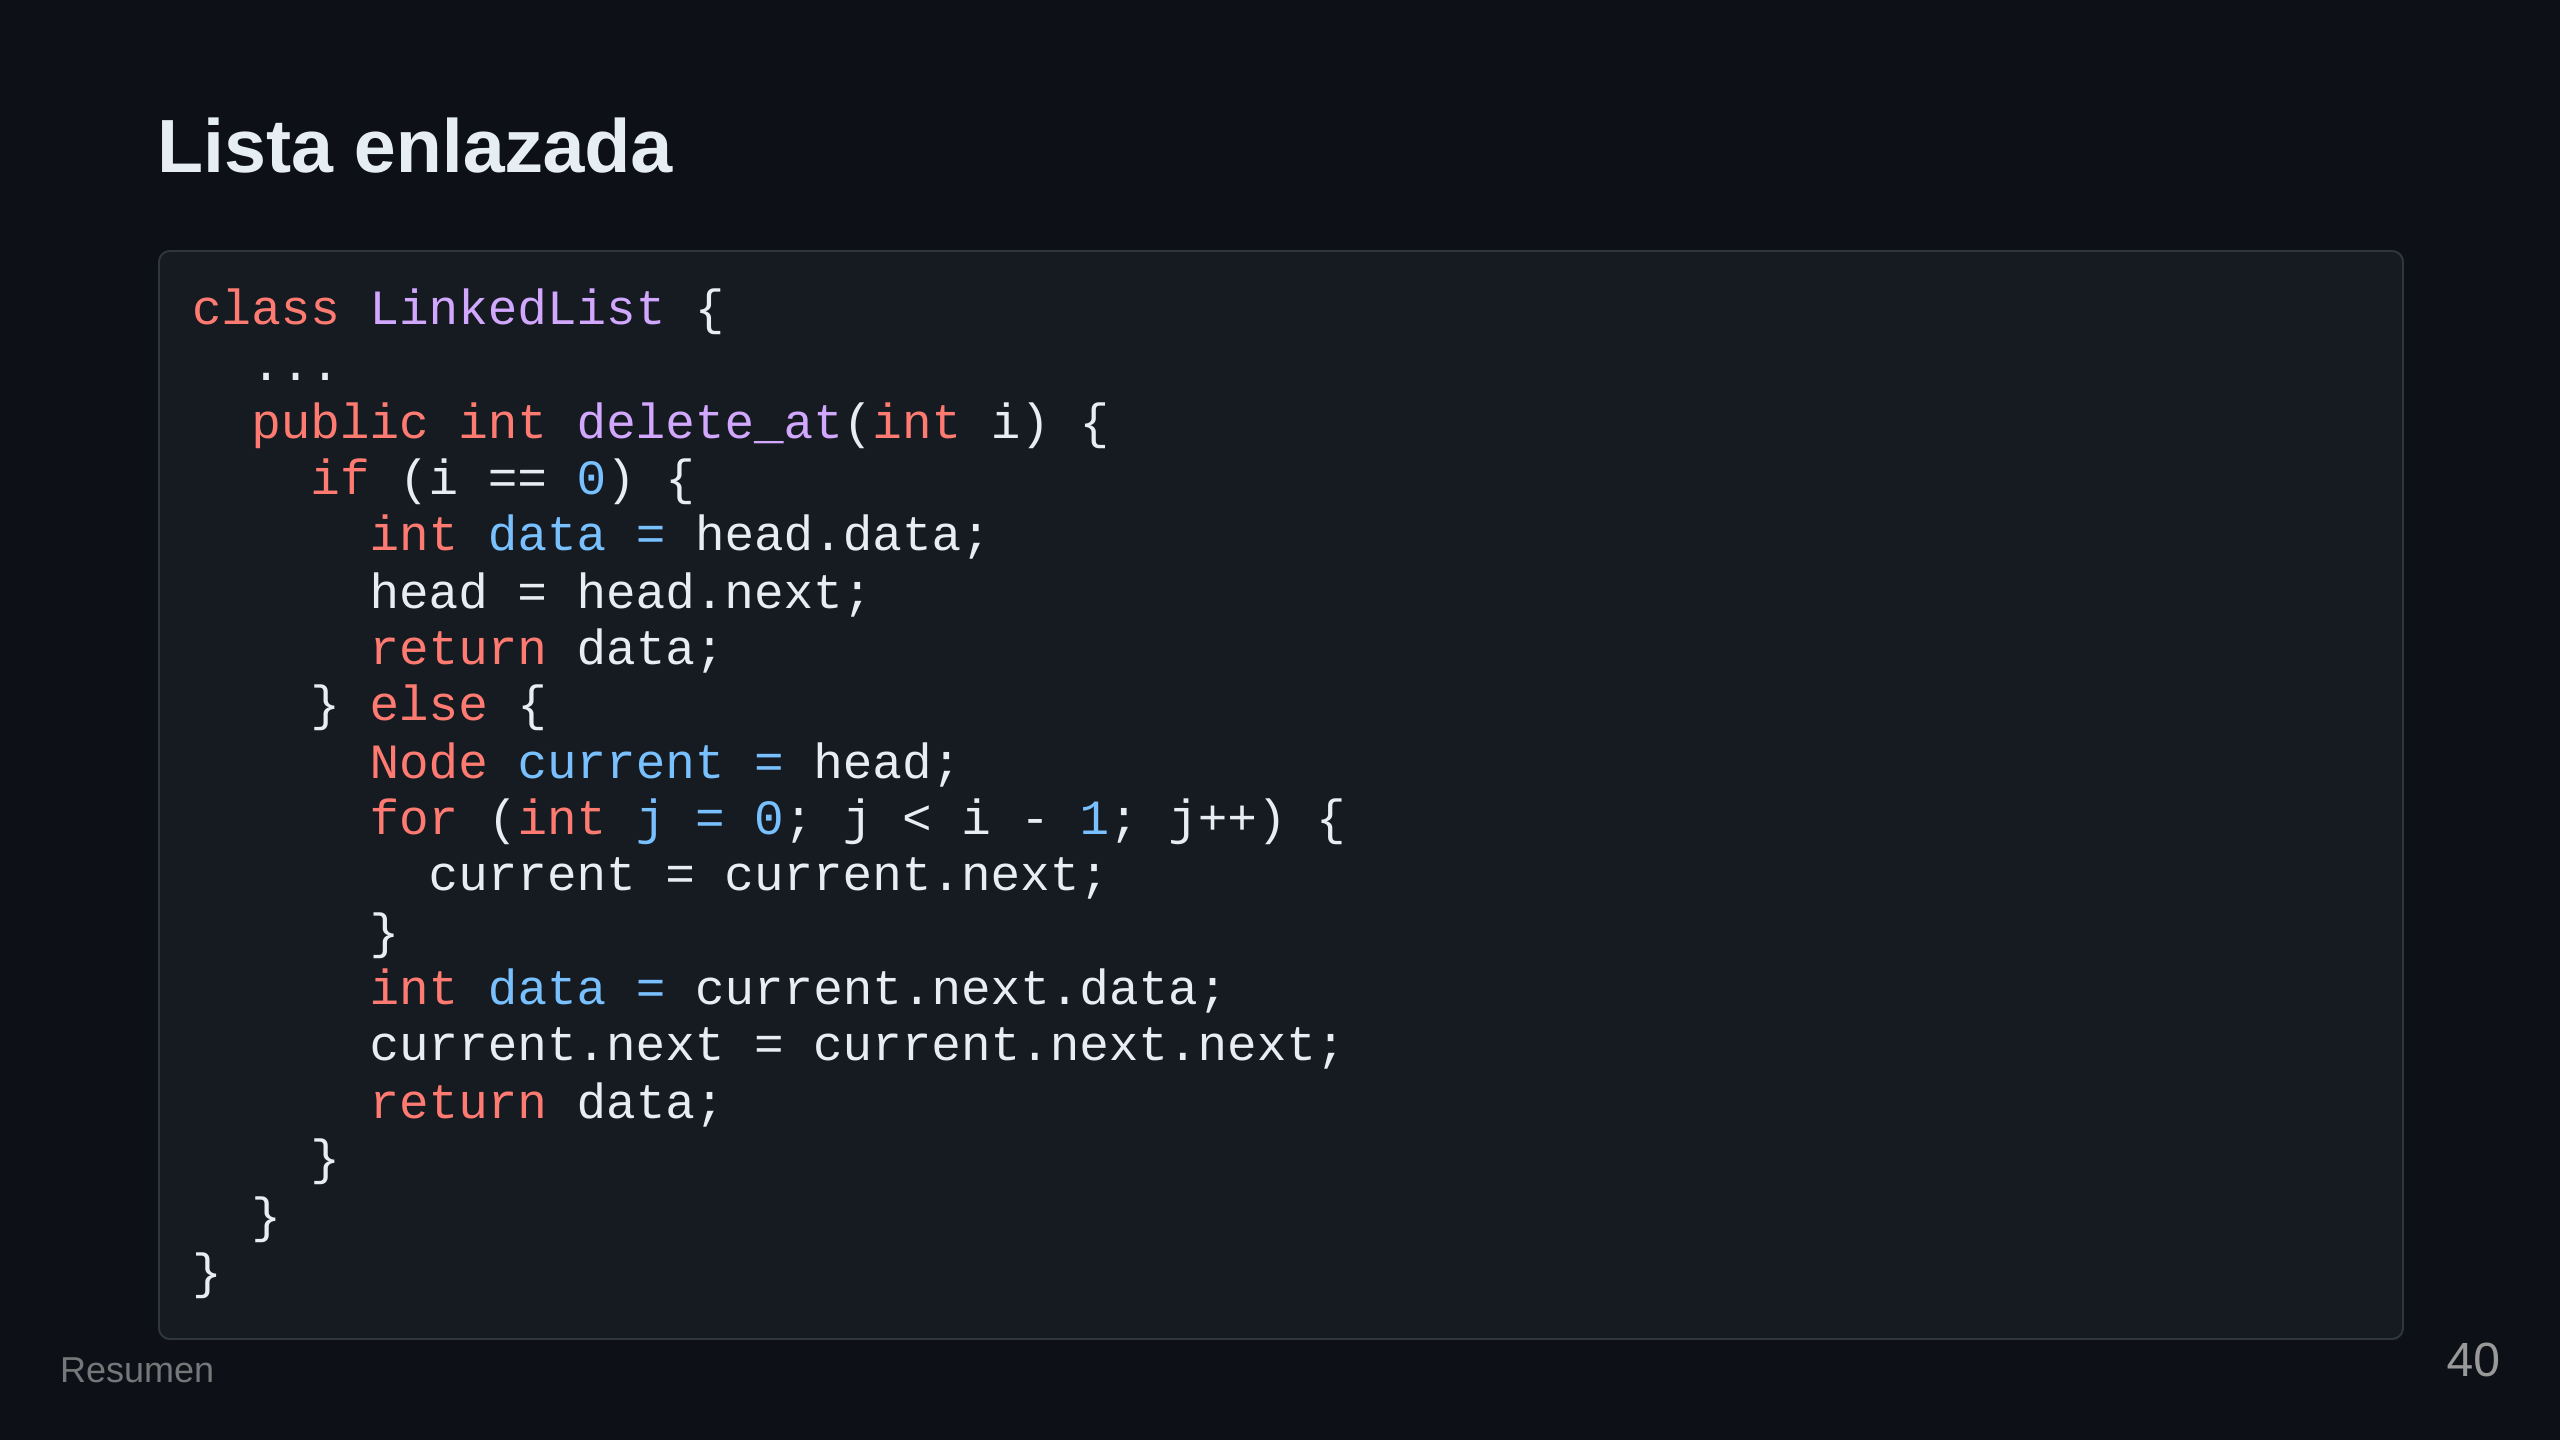 Lista enlazada
class LinkedList {
  ...
  public int delete_at(int i) {
    if (i == 0) {
      int data = head.data;
      head = head.next;
      return data;
    } else {
      Node current = head;
      for (int j = 0; j < i - 1; j++) {
        current = current.next;
      }
      int data = current.next.data;
      current.next = current.next.next;
      return data;
    }
  }
}
Resumen
40